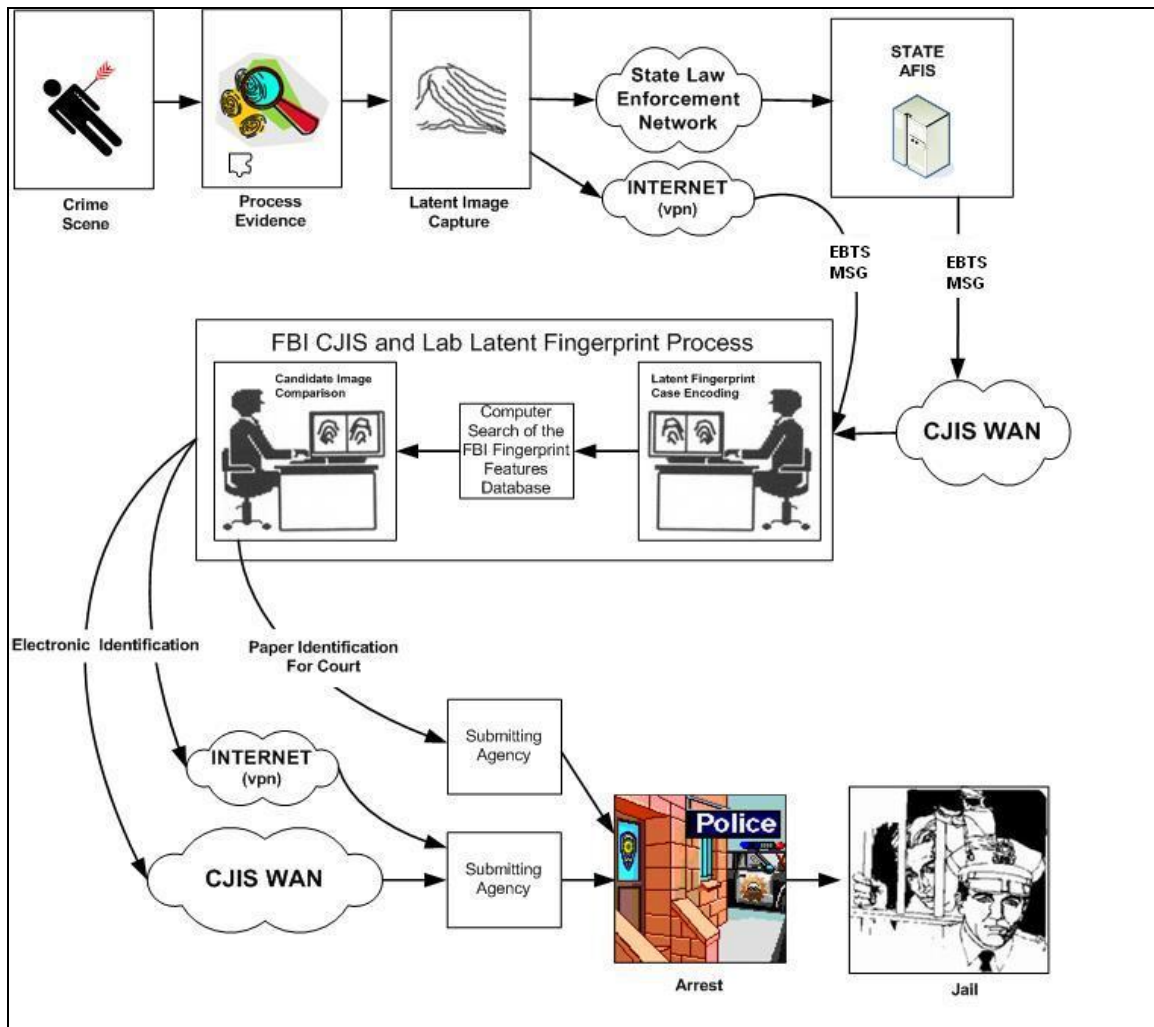 Crime
Scene
Process
Evidence
Latent Image
Capture
State Law
Enforcement
Network
INTERNET
(vpn)
STATE
AFIS
EBTS
MSG
EBTS
MSG
CJIS WAN
FBI CJIS and Lab Latent Fingerprint Process
Candidate Image
Comparison
Computer
Search of the
FBI Fingerprint
Features
Database
Latent Fingerprint
Case Encoding
Electronic Identification
Paper Identification
For Court
INTERNET
(vpn)
CJIS WAN
Submitting
Agency
Submitting
Agency
Police
Arrest
Jail